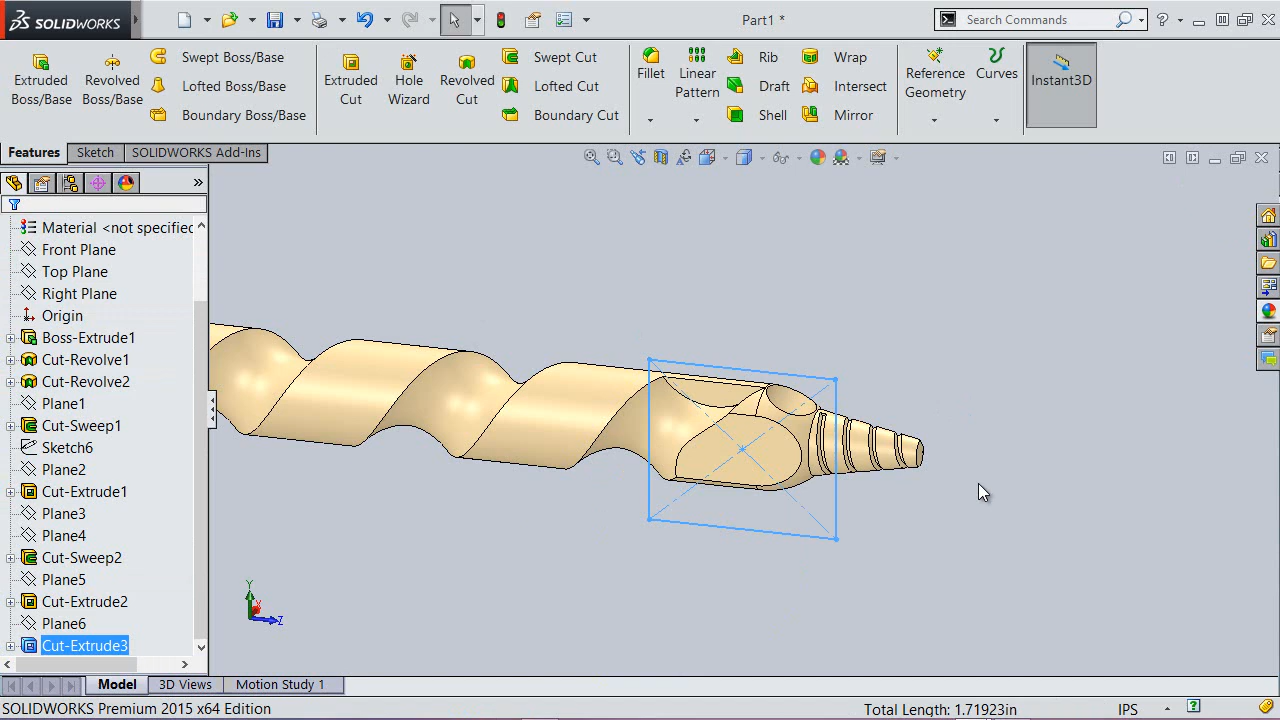 SOLIDWORKS
Part1 *
Search Commands
Extruded Boss/Base
Revolved Boss/Base
Swept Boss/Base
Lofted Boss/Base
Boundary Boss/Base
Extruded Cut
Hole Wizard
Revolved Cut
Swept Cut
Lofted Cut
Boundary Cut
Fillet
Linear Pattern
Rib
Draft
Shell
Wrap
Intersect
Mirror
Reference Geometry
Curves
Instant3D
Features
Sketch
SOLIDWORKS Add-Ins
Material <not specified
Front Plane
Top Plane
Right Plane
Origin
Boss-Extrude1
Cut-Revolve1
Cut-Revolve2
Plane1
Cut-Sweep1
Sketch6
Plane2
Cut-Extrude1
Plane3
Plane4
Cut-Sweep2
Plane5
Cut-Extrude2
Plane6
Cut-Extrude3
Y
X
Z
Model
3D Views
Motion Study 1
SOLIDWORKS Premium 2015 x64 Edition
Total Length: 1.71923in
IPS